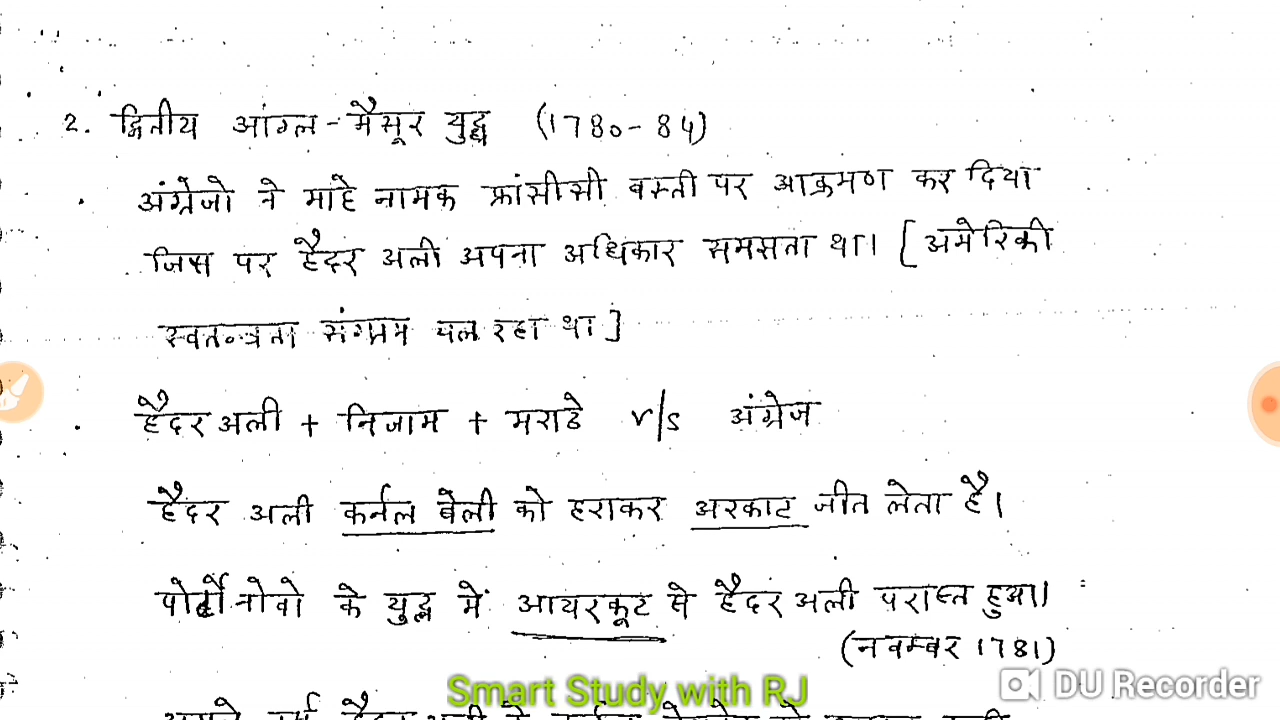 2. द्वितीय आंग्ल-मैसूर युद्ध (1780-84)
अंग्रेजो ने माहे नामक फ्रांसीसी बस्ती पर आक्रमण कर दिया
जिस पर हैदर अली अपना अधिकार समझता था। [अमेरिकी
स्वतन्त्रता संग्राम चल रहा था]
हैदर अली + निजाम + मराठे v/s अंग्रेज
हैदर अली कर्नल बेली को हराकर अरकाट जीत लेता है।
पोर्टोनोवो के युद्ध में आयरकूट से हैदर अली परास्त हुआ।
(नवम्बर 1781)
Smart Study with RJ
DU Recorder